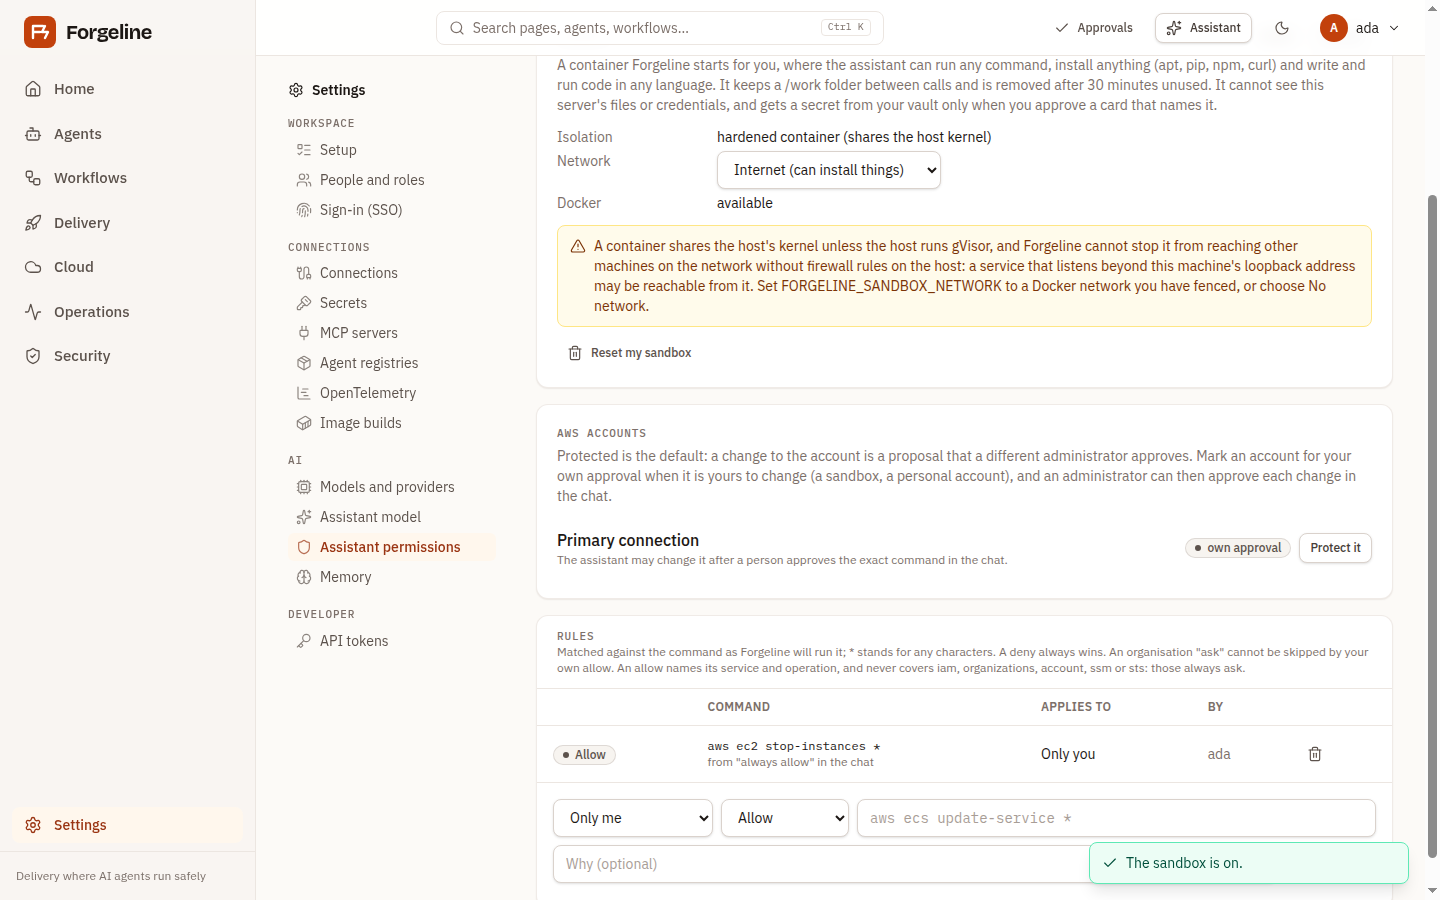 Forgeline
Search pages, agents, workflows...
Ctrl K
Approvals
Assistant
A
ada
Home
Agents
Workflows
Delivery
Cloud
Operations
Security
Settings
Delivery where AI agents run safely
Settings
WORKSPACE
Setup
People and roles
Sign-in (SSO)
CONNECTIONS
Connections
Secrets
MCP servers
Agent registries
OpenTelemetry
Image builds
AI
Models and providers
Assistant model
Assistant permissions
Memory
DEVELOPER
API tokens
A container Forgeline starts for you, where the assistant can run any command, install anything (apt, pip, npm, curl) and write and
run code in any language. It keeps a /work folder between calls and is removed after 30 minutes unused. It cannot see this
server's files or credentials, and gets a secret from your vault only when you approve a card that names it.
Isolation
hardened container (shares the host kernel)
Network
Internet (can install things)
Docker
available
A container shares the host's kernel unless the host runs gVisor, and Forgeline cannot stop it from reaching other
machines on the network without firewall rules on the host: a service that listens beyond this machine's loopback address
may be reachable from it. Set FORGELINE_SANDBOX_NETWORK to a Docker network you have fenced, or choose No
network.
Reset my sandbox
AWS ACCOUNTS
Protected is the default: a change to the account is a proposal that a different administrator approves. Mark an account for your
own approval when it is yours to change (a sandbox, a personal account), and an administrator can then approve each change in
the chat.
Primary connection
The assistant may change it after a person approves the exact command in the chat.
own approval
Protect it
RULES
Matched against the command as Forgeline will run it; * stands for any characters. A deny always wins. An organisation "ask" cannot be skipped by your
own allow. An allow names its service and operation, and never covers iam, organizations, account, ssm or sts: those always ask.
COMMAND
APPLIES TO
BY
Allow
aws ec2 stop-instances *
from "always allow" in the chat
Only you
ada
Only me
Allow
aws ecs update-service *
Why (optional)
The sandbox is on.